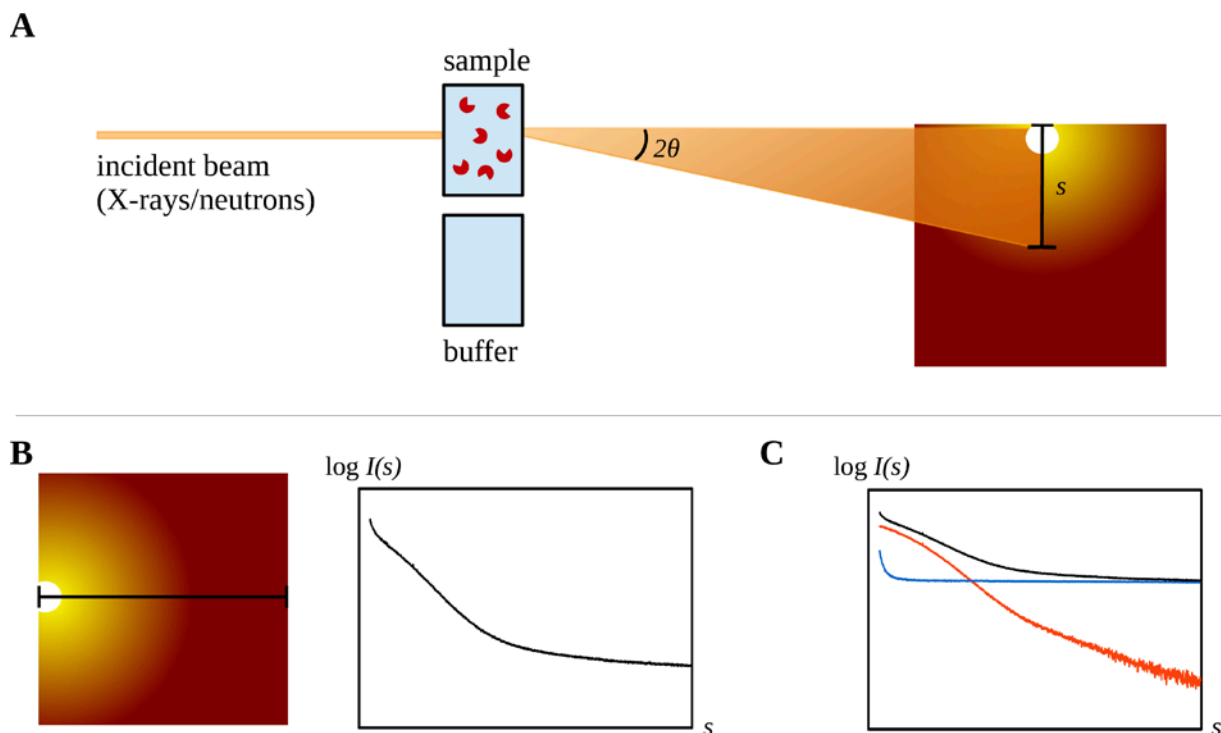 A
sample
incident beam
(X-rays/neutrons)
2θ
s
buffer
B
log I(s)
s
C
log I(s)
s